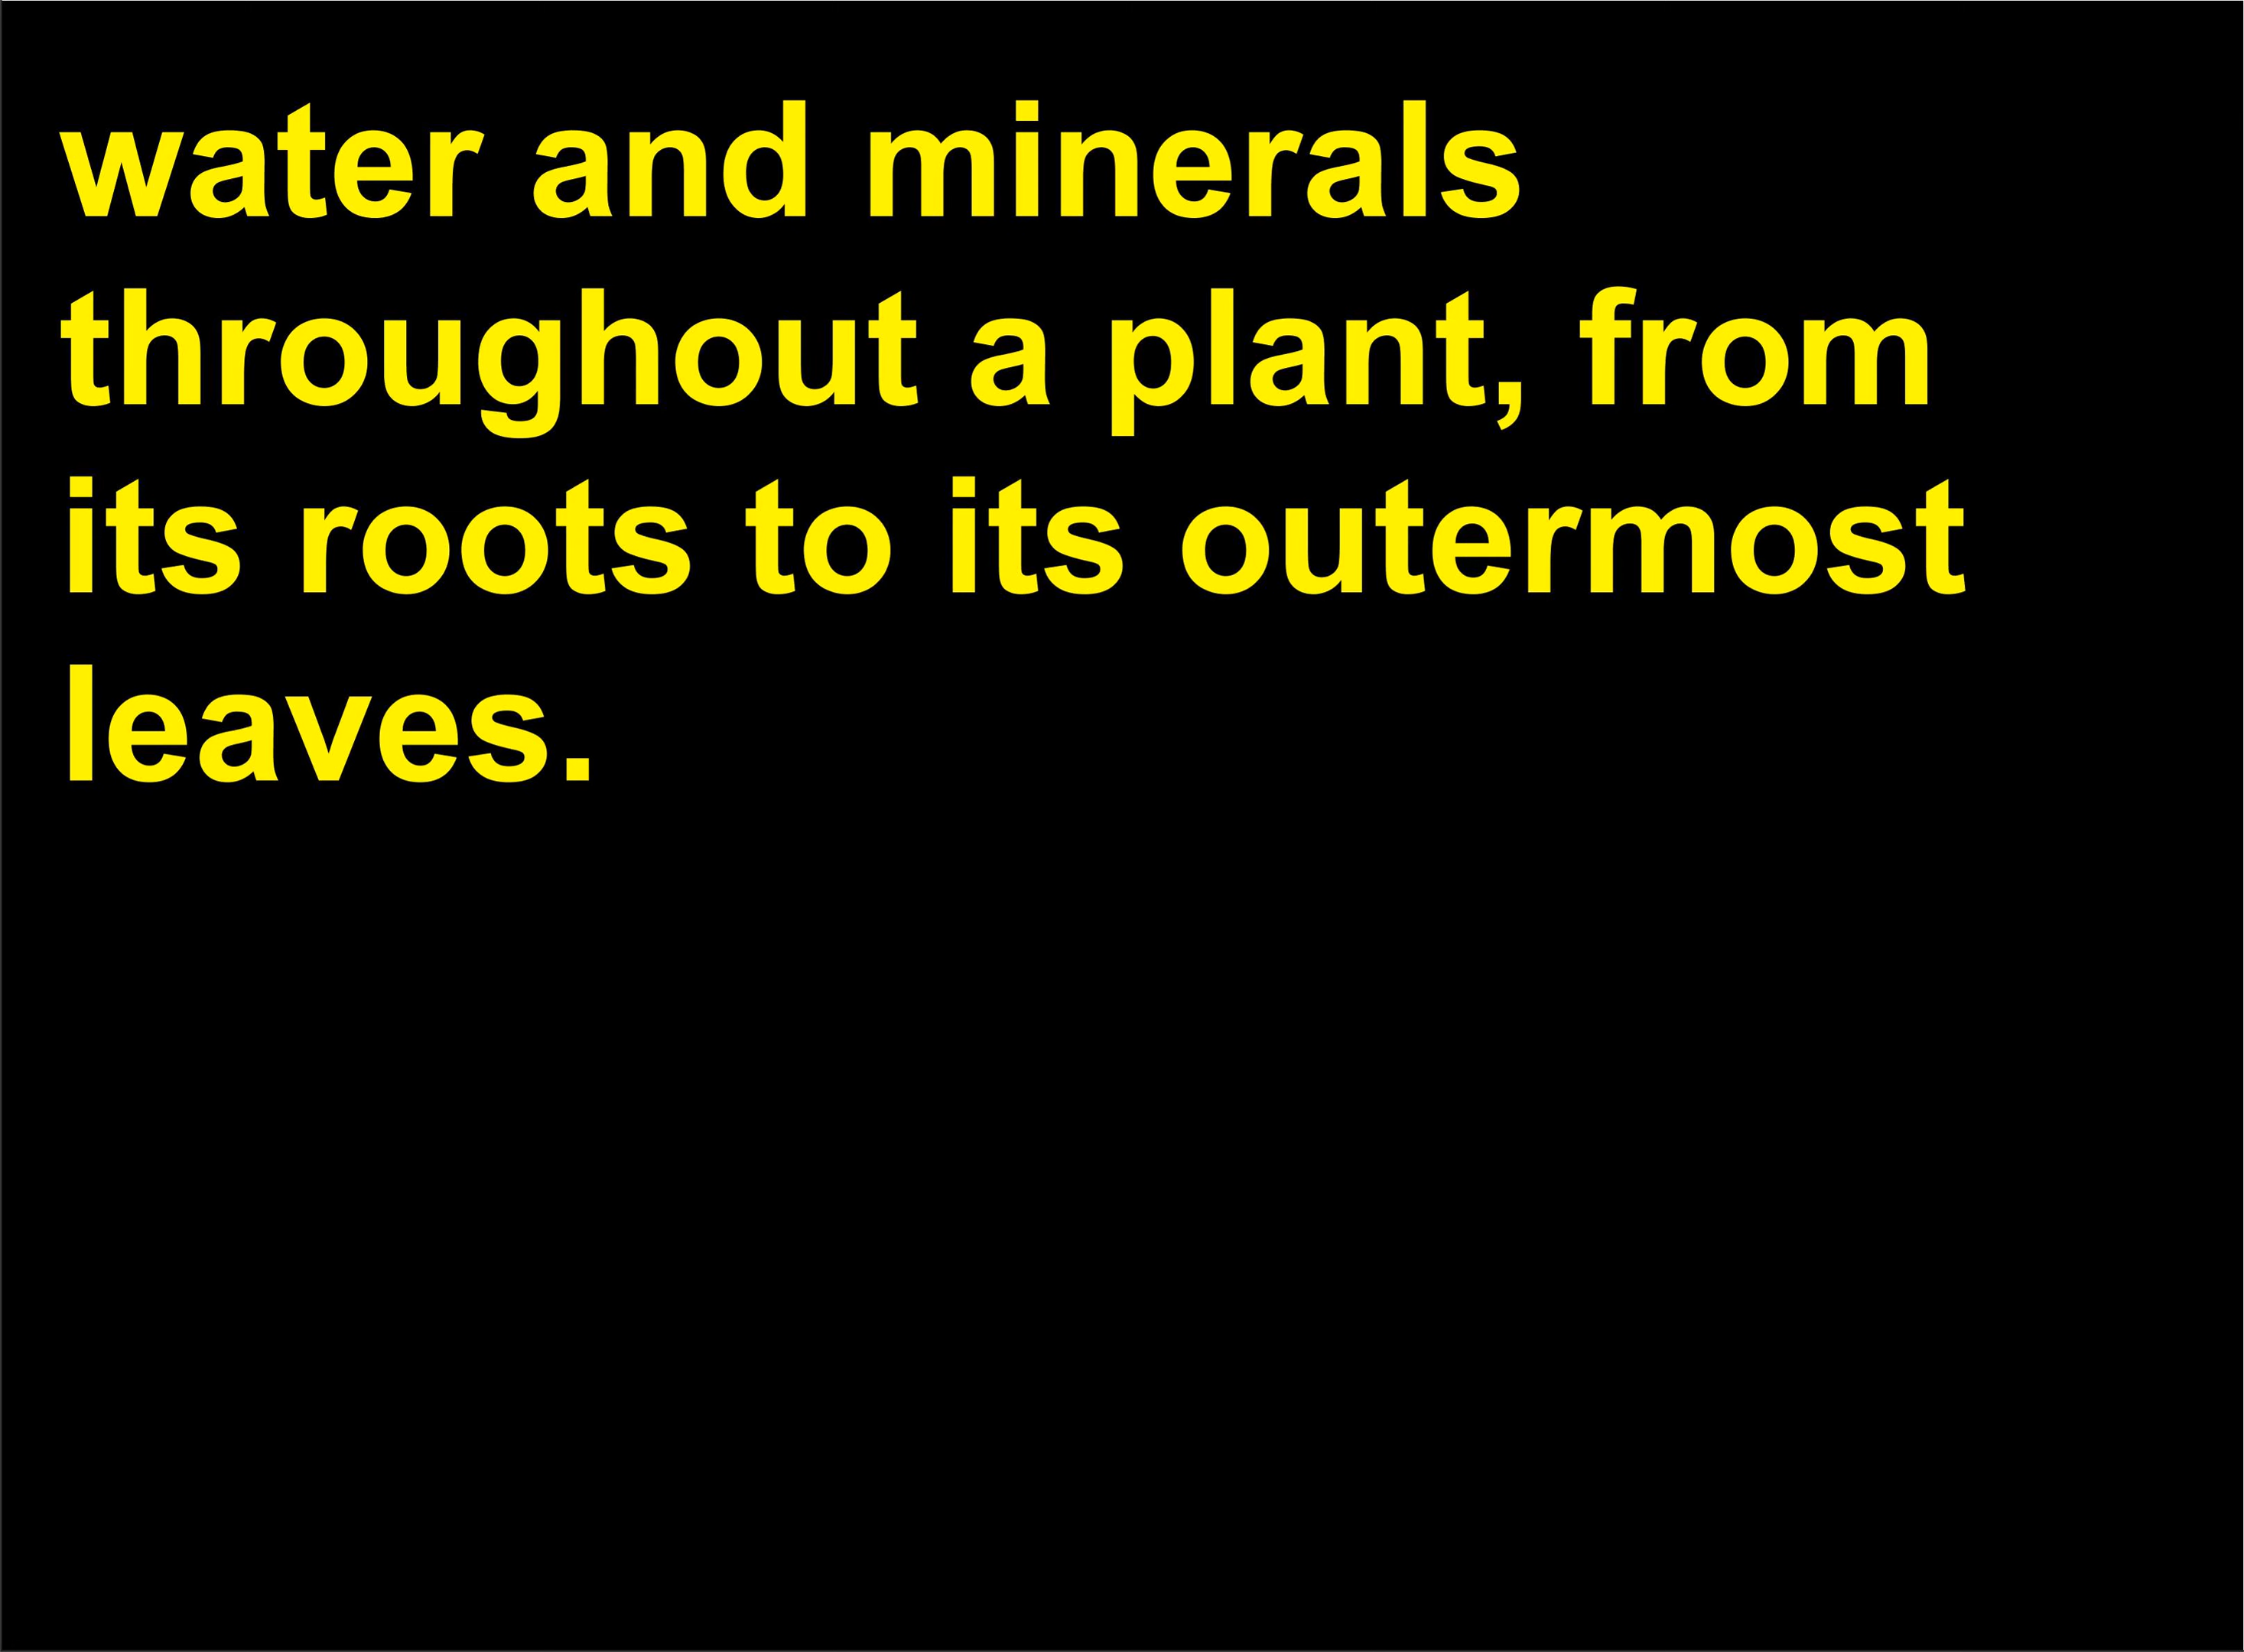 water and minerals
throughout a plant, from
its roots to its outermost
leaves.